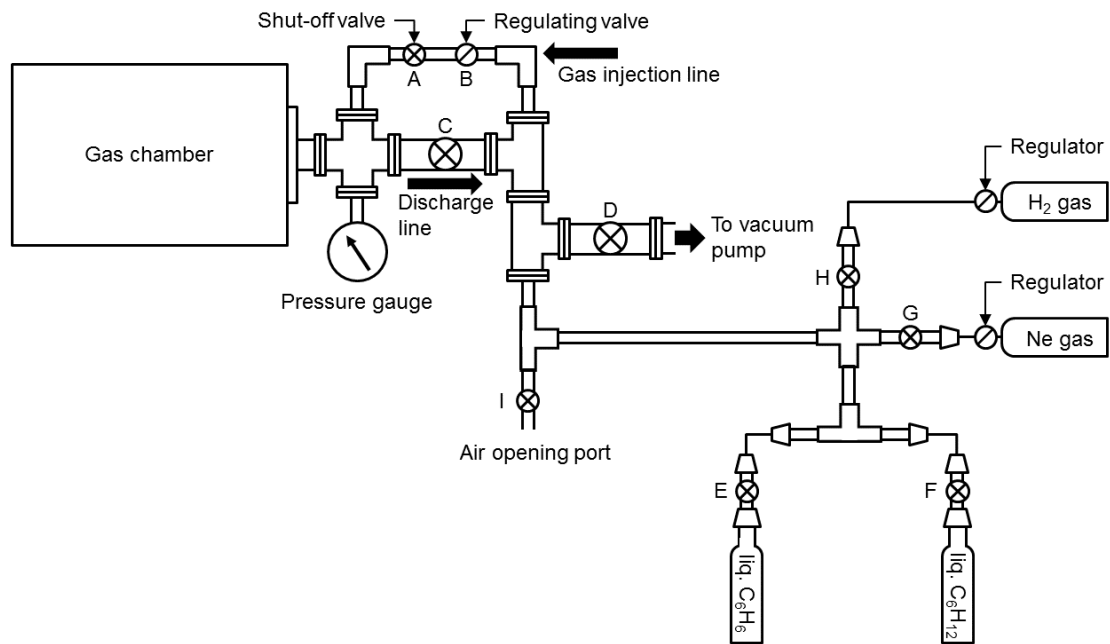 Shut-off valve
Regulating valve
A
B
Gas injection line
C
Gas chamber
Discharge
line
D
To vacuum
pump
Pressure gauge
Regulator
H₂ gas
H
Regulator
G
Ne gas
I
Air opening port
E
F
liq. C₆H₆
liq. C₆H₁₂